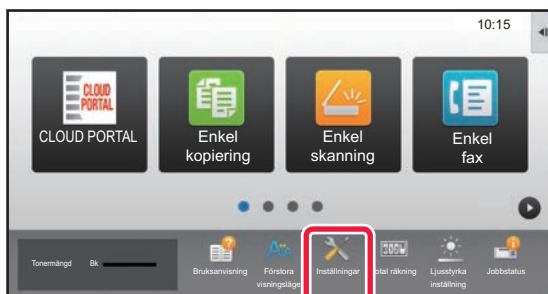 10:15
CLOUD
PORTAL
CLOUD PORTAL
Enkel
kopiering
Enkel
skanning
Enkel
fax
Tonermängd Bk
Bruksanvisning
Förstora
visningsläge
Inställningar
otal räkning
Ljusstyrka
inställning
Jobbstatus